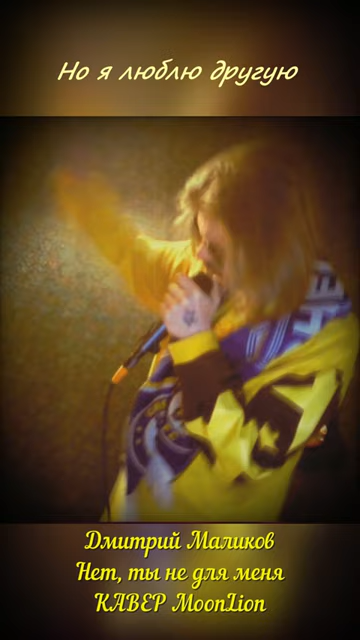 Но я люблю другую
Дмитрий Маликов
Нет, ты не для меня
КАВЕР MoonLion